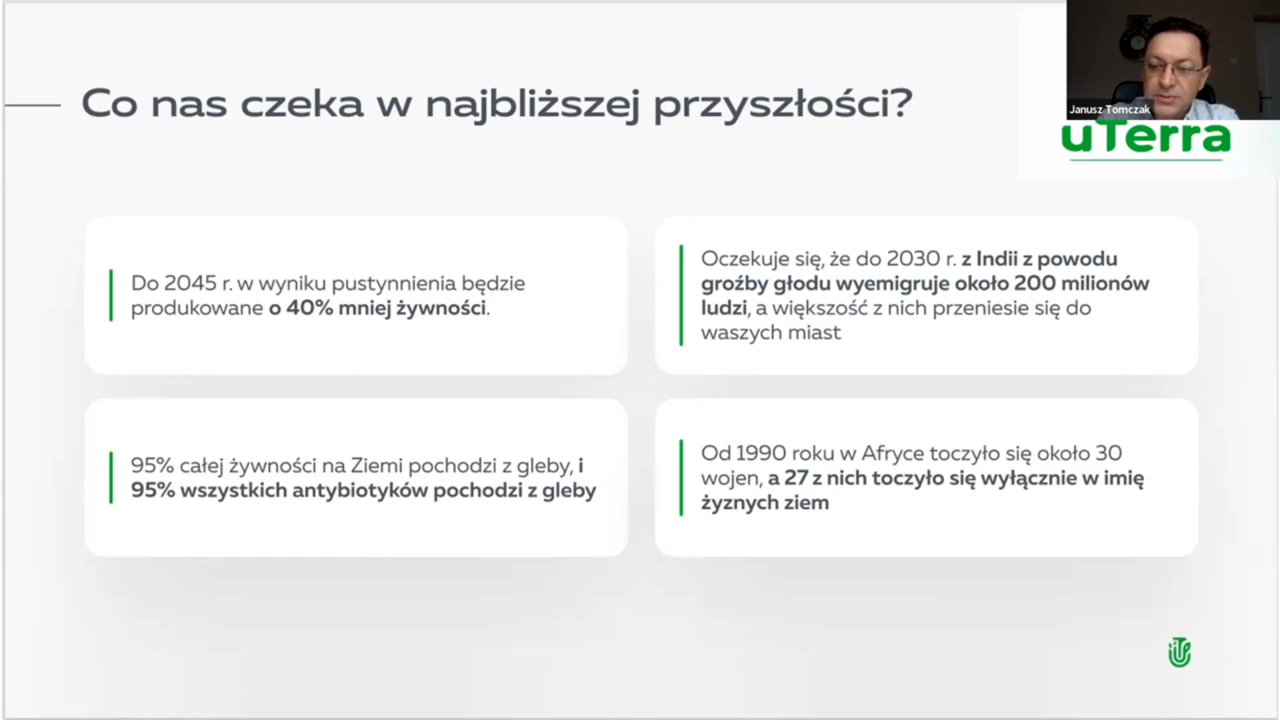 Co nas czeka w najbliższej przyszłości?
Janusz Tomczak
uTerra
Do 2045 r. w wyniku pustynnienia będzie
produkowane o 40% mniej żywności.
Oczekuje się, że do 2030 r. z Indii z powodu
groźby głodu wyemigruje około 200 milionów
ludzi, a większość z nich przeniesie się do
waszych miast
95% całej żywności na Ziemi pochodzi z gleby, i
95% wszystkich antybiotyków pochodzi z gleby
Od 1990 roku w Afryce toczyło się około 30
wojen, a 27 z nich toczyło się wyłącznie w imię
żyznych ziem